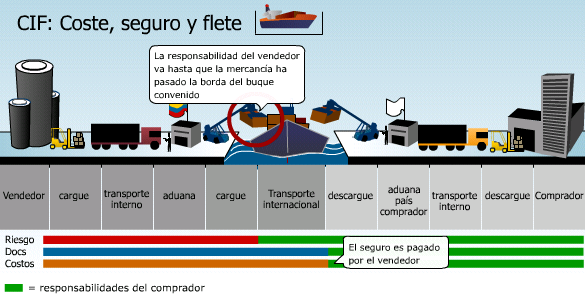 CIF: Coste, seguro y flete
La responsabilidad del vendedor
va hasta que la mercancía ha
pasado la borda del buque
convenido
Vendedor
cargue
transporte
interno
aduana
cargue
Transporte
internacional
descargue
aduana
país
comprador
transporte
interno
descargue
Comprador
Riesgo
Docs
Costos
El seguro es pagado
por el vendedor
= responsabilidades del comprador